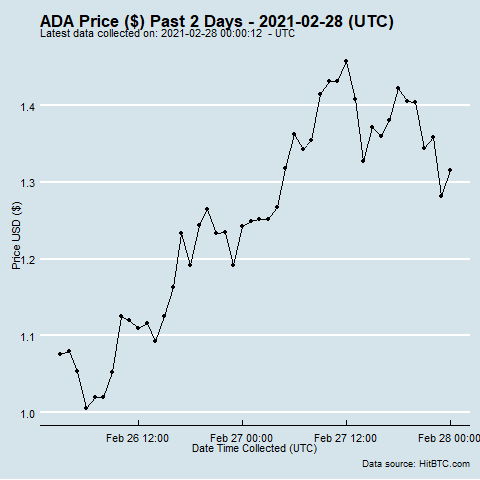 ADA Price ($) Past 2 Days - 2021-02-28 (UTC)
Latest data collected on: 2021-02-28 00:00:12  - UTC
1.4
1.3
1.2
1.1
1.0
Price USD ($)
Feb 26 12:00 Feb 27 00:00 Feb 27 12:00 Feb 28 00:00
Date Time Collected (UTC)
Data source: HitBTC.com